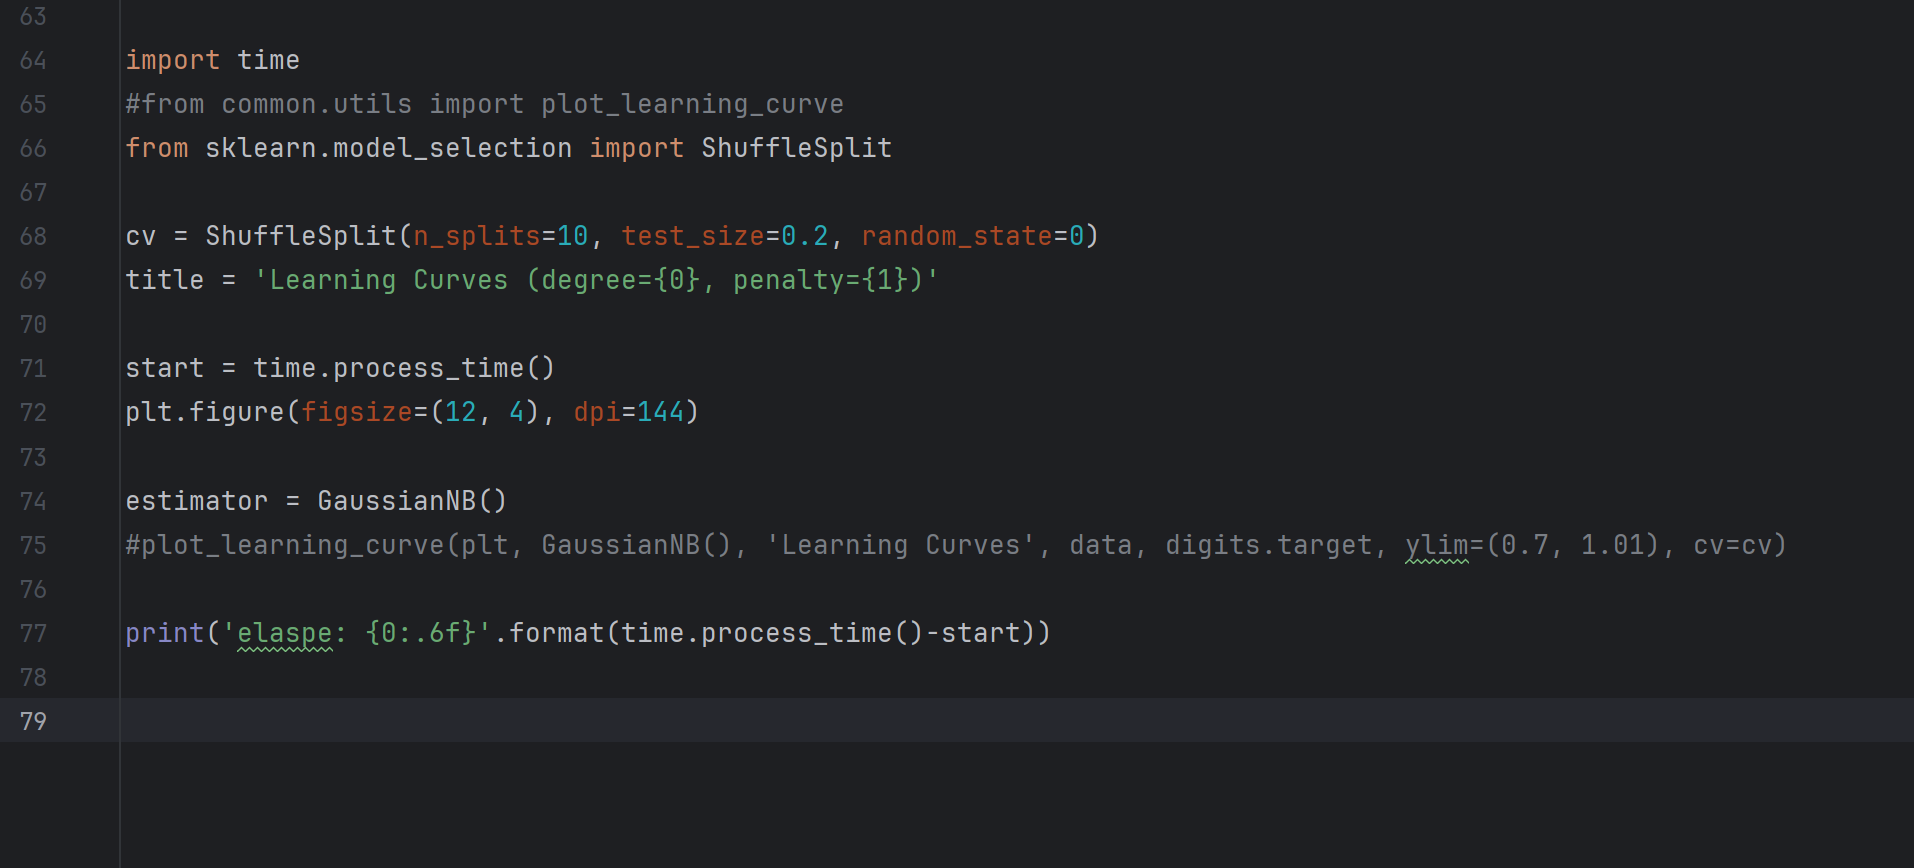 63
64 import time
65 #from common.utils import plot_learning_curve
66 from sklearn.model_selection import ShuffleSplit
67
68 cv = ShuffleSplit(n_splits=10, test_size=0.2, random_state=0)
69 title = 'Learning Curves (degree={0}, penalty={1})'
70
71 start = time.process_time()
72 plt.figure(figsize=(12, 4), dpi=144)
73
74 estimator = GaussianNB()
75 #plot_learning_curve(plt, GaussianNB(), 'Learning Curves', data, digits.target, ylim=(0.7, 1.01), cv=cv)
76
77 print('elaspe: {0:.6f}'.format(time.process_time()-start))
78
79